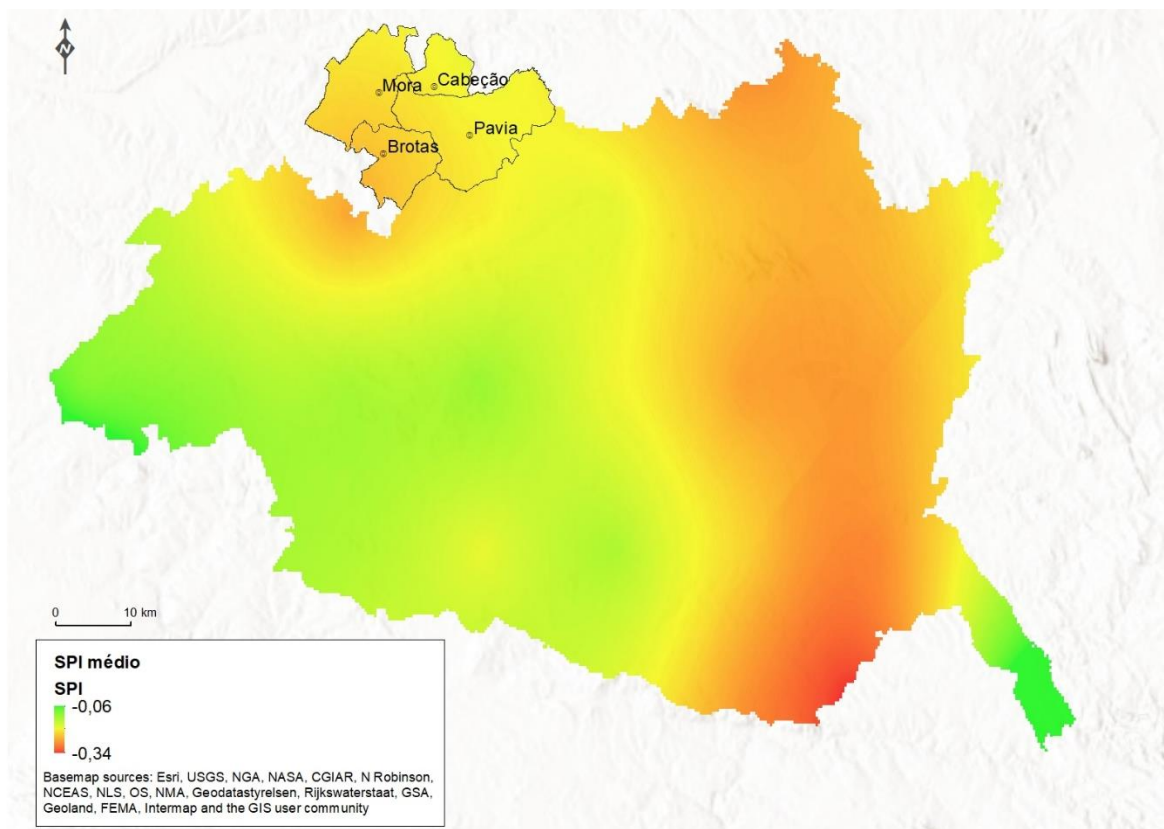 N
Mora
Cabeção
Pavia
Brotas
0 10 km
SPI médio
SPI
-0,06
-0,34
Basemap sources: Esri, USGS, NGA, NASA, CGIAR, N Robinson,
NCEAS, NLS, OS, NMA, Geodatastyrelsen, Rijkswaterstaat, GSA,
Geoland, FEMA, Intermap and the GIS user community